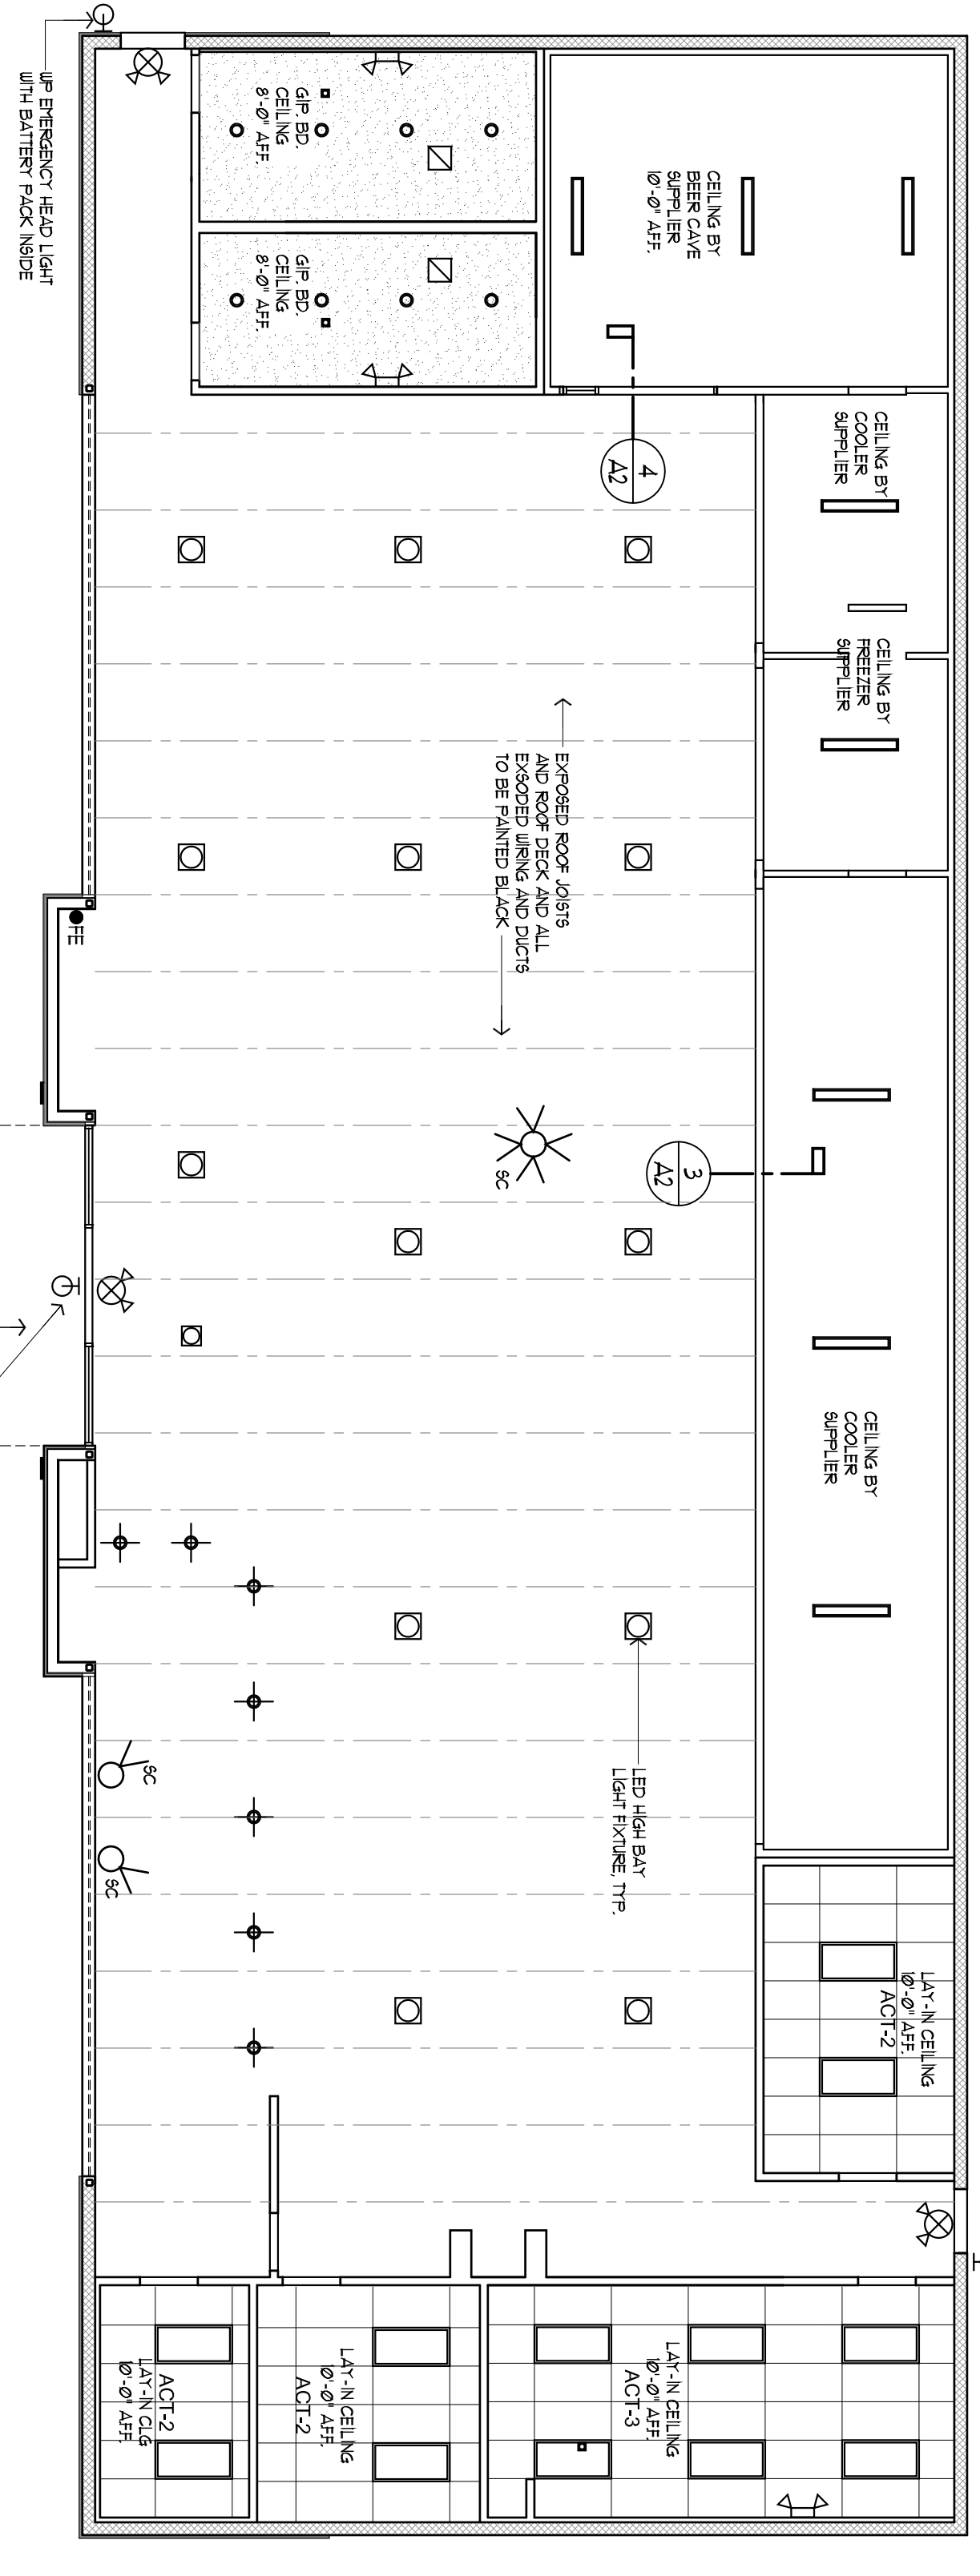 WP EMERGENCY HEAD LIGHT
WITH BATTERY PACK INSIDE
GIP. BD.
CEILING
8'-0" A.F.F.
GIP. BD.
CEILING
8'-0" A.F.F.
CEILING BY
BEER CAVE
SUPPLIER
10'-0" A.F.F.
4
A2
CEILING BY
COOLER
SUPPLIER
CEILING BY
FREEZER
SUPPLIER
EXPOSED ROOF JOISTS
AND ROOF DECK AND ALL
EXSODED WIRING AND DUCTS
TO BE PAINTED BLACK
FE
SC
3
A2
CEILING BY
COOLER
SUPPLIER
LED HIGH BAY
LIGHT FIXTURE, TYP.
SC
SC
LAY-IN CEILING
10'-0" A.F.F.
ACT-2
LAY-IN CEILING
10'-0" A.F.F.
ACT-3
LAY-IN CEILING
10'-0" A.F.F.
ACT-2
ACT-2
LAY-IN CLG
10'-0" A.F.F.